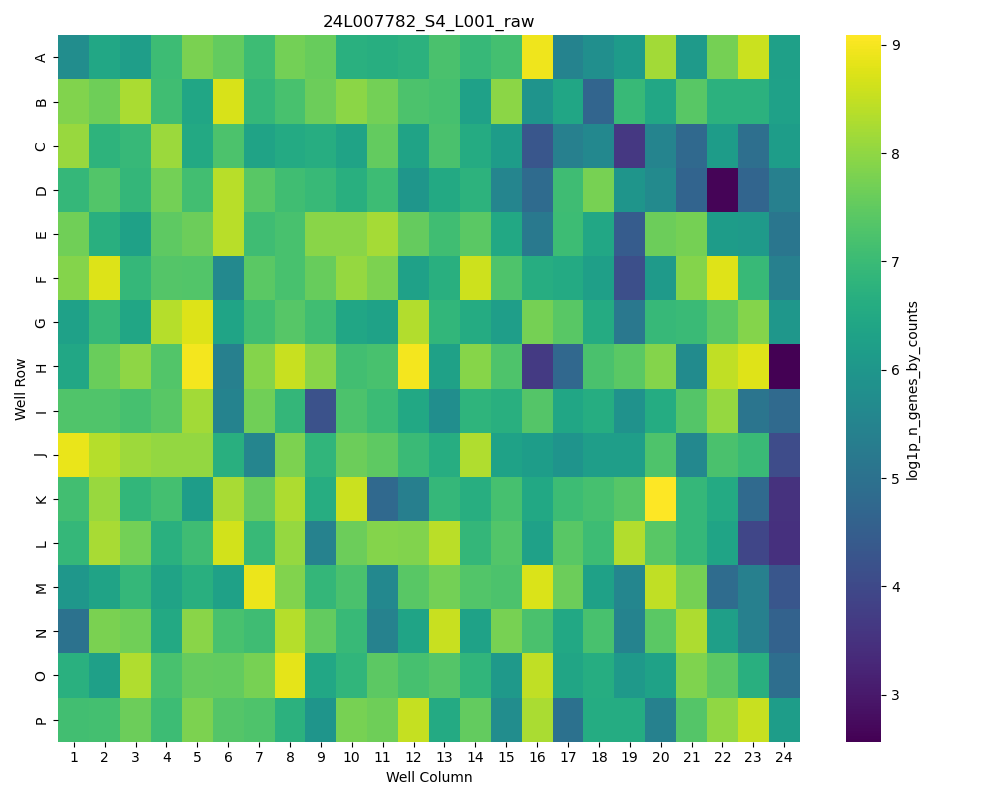 24L007782_S4_L001_raw
Well Row
A
B
C
D
E
F
G
H
I
J
K
L
M
N
O
P
1 2 3 4 5 6 7 8 9 10 11 12 13 14 15 16 17 18 19 20 21 22 23 24
Well Column
9
8
7
6
5
4
3
log1p_n_genes_by_counts